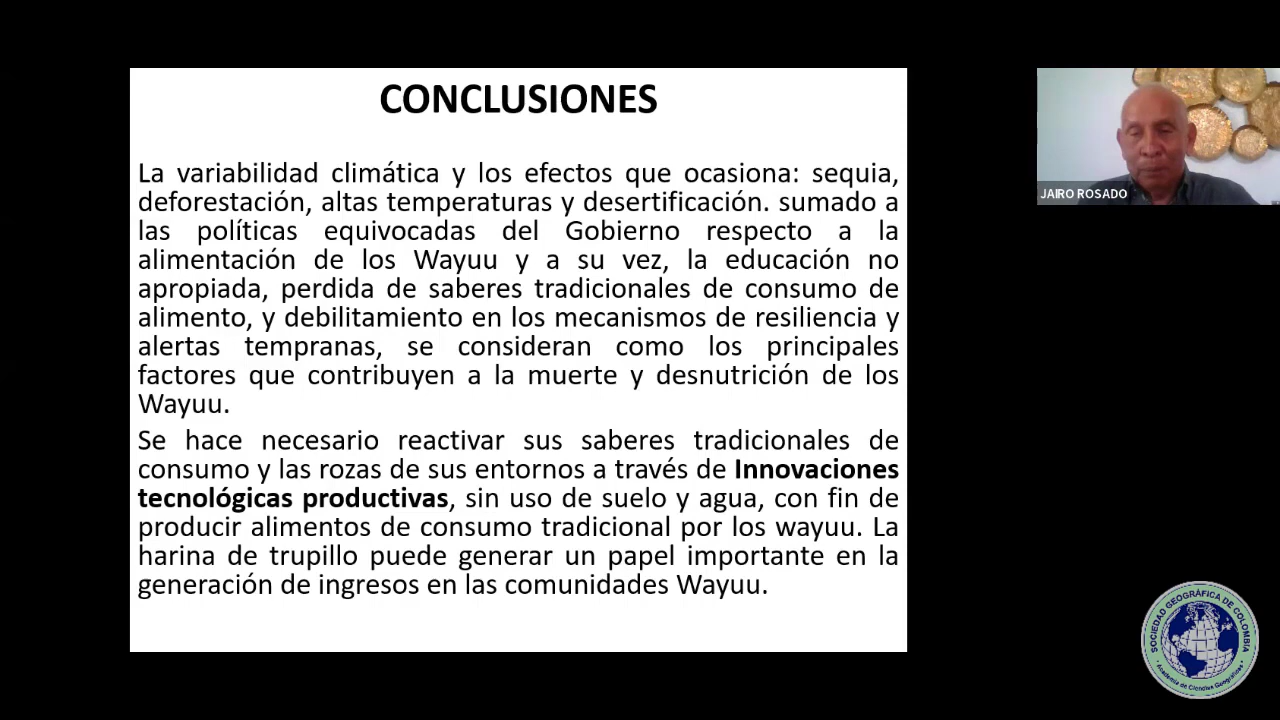 CONCLUSIONES
La variabilidad climática y los efectos que ocasiona: sequia,
deforestación, altas temperaturas y desertificación. sumado a
las políticas equivocadas del Gobierno respecto a la
alimentación de los Wayuu y a su vez, la educación no
apropiada, perdida de saberes tradicionales de consumo de
alimento, y debilitamiento en los mecanismos de resiliencia y
alertas tempranas, se consideran como los principales
factores que contribuyen a la muerte y desnutrición de los
Wayuu.
Se hace necesario reactivar sus saberes tradicionales de
consumo y las rozas de sus entornos a través de Innovaciones
tecnológicas productivas, sin uso de suelo y agua, con fin de
producir alimentos de consumo tradicional por los wayuu. La
harina de trupillo puede generar un papel importante en la
generación de ingresos en las comunidades Wayuu.
JAIRO ROSADO
SOCIEDAD GEOGRÁFICA DE COLOMBIA
Academia de Ciencias Geográficas